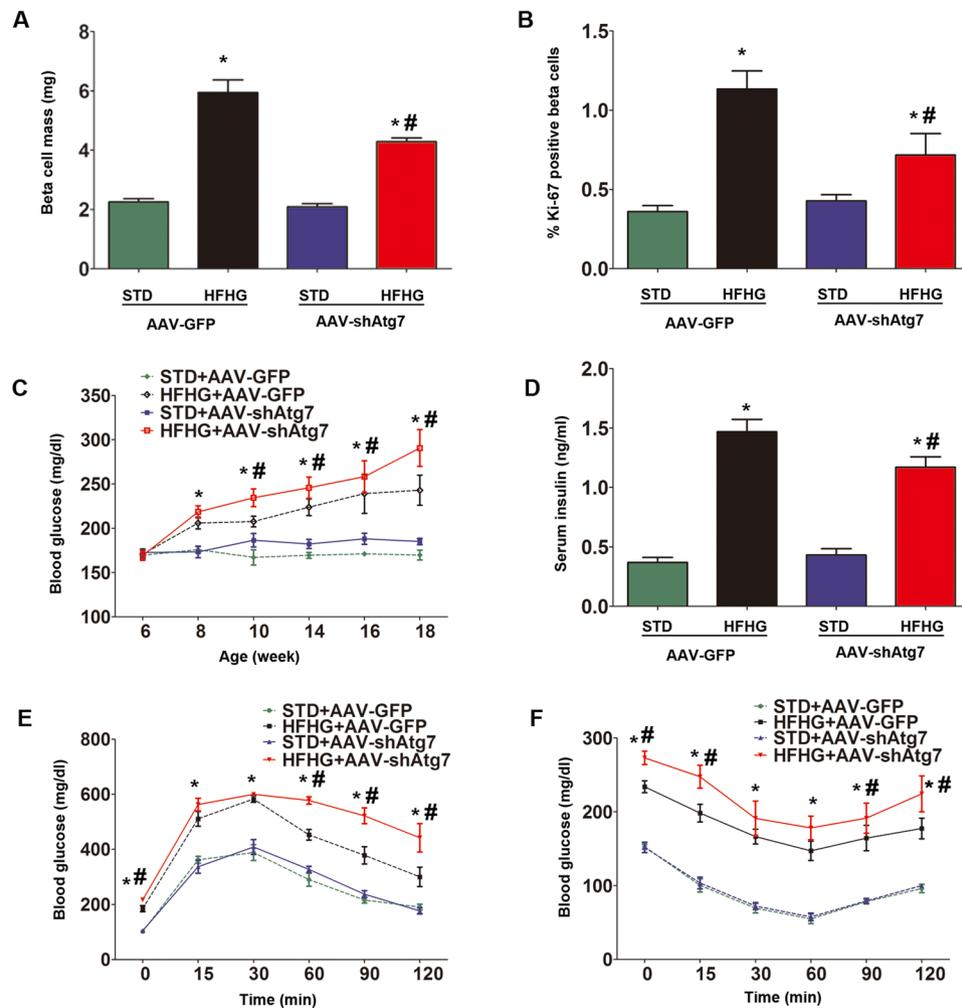 A
Beta cell mass (mg)
8
6
4
2
0
*
* #
STD HFHG STD HFHG
AAV-GFP AAV-shAtg7
B
% Ki-67 positive beta cells
1.5
1.0
0.5
0.0
*
* #
STD HFHG STD HFHG
AAV-GFP AAV-shAtg7
C
STD+AAV-GFP
HFHG+AAV-GFP
STD+AAV-shAtg7
HFHG+AAV-shAtg7
Blood glucose (mg/dl)
350
300
250
200
150
100
* * # * # * # * #
6 8 10 14 16 18
Age (week)
D
Serum insulin (ng/ml)
2.0
1.5
1.0
0.5
0.0
*
* #
STD HFHG STD HFHG
AAV-GFP AAV-shAtg7
E
STD+AAV-GFP
HFHG+AAV-GFP
STD+AAV-shAtg7
HFHG+AAV-shAtg7
Blood glucose (mg/dl)
800
600
400
200
0
* # * * * # * # * #
0 15 30 60 90 120
Time (min)
F
STD+AAV-GFP
HFHG+AAV-GFP
STD+AAV-shAtg7
HFHG+AAV-shAtg7
Blood glucose (mg/dl)
300
200
100
0
* # * # * * * # * #
0 15 30 60 90 120
Time (min)